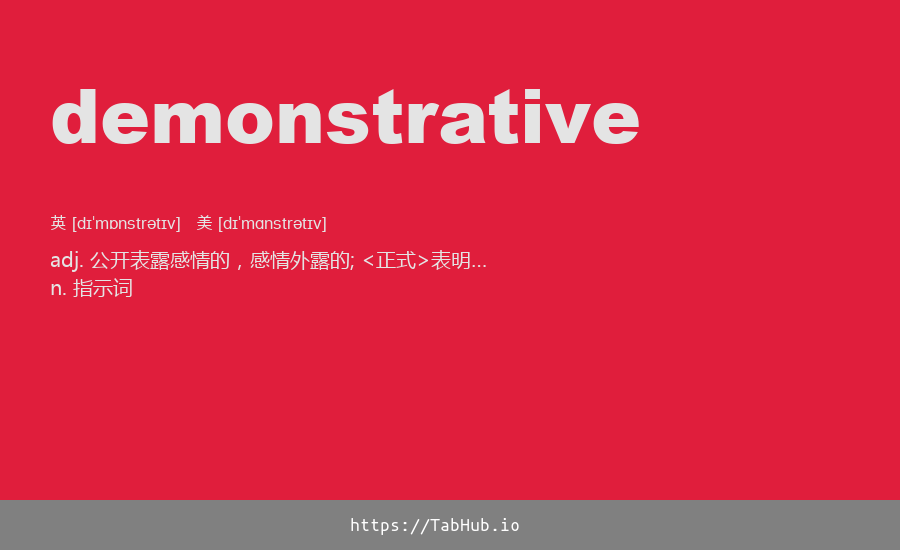 demonstrative
英 [dɪˈmɒnstrətɪv] 美 [dɪˈmɑnstrətɪv]
adj. 公开表露感情的，感情外露的; <正式>表明...
n. 指示词
https://TabHub.io